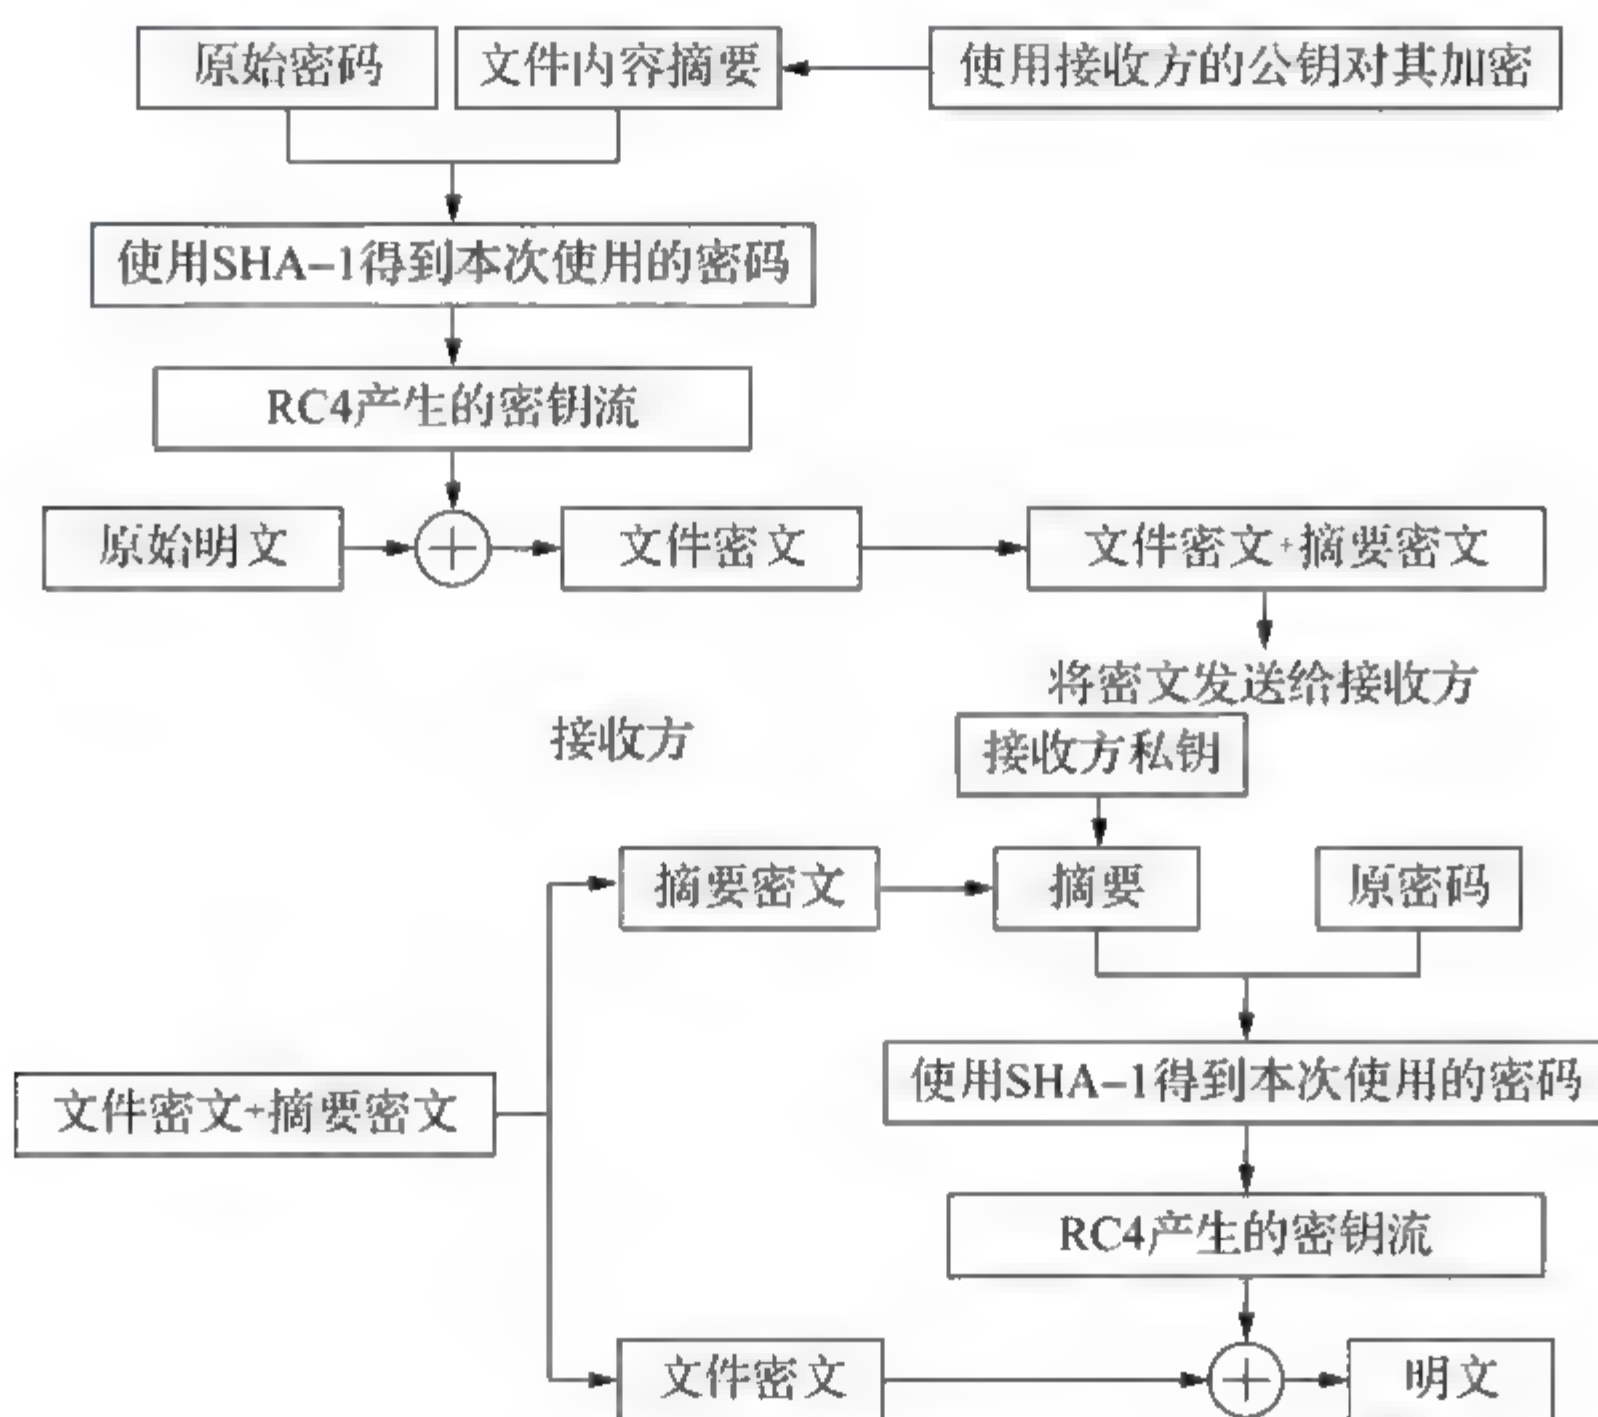 原始密码
文件内容摘要
使用接收方的公钥对其加密
使用SHA-1得到本次使用的密码
RC4产生的密钥流
原始明文
文件密文
文件密文+摘要密文
将密文发送给接收方
接收方
接收方私钥
摘要密文
摘要
原密码
使用SHA-1得到本次使用的密码
文件密文+摘要密文
RC4产生的密钥流
文件密文
明文